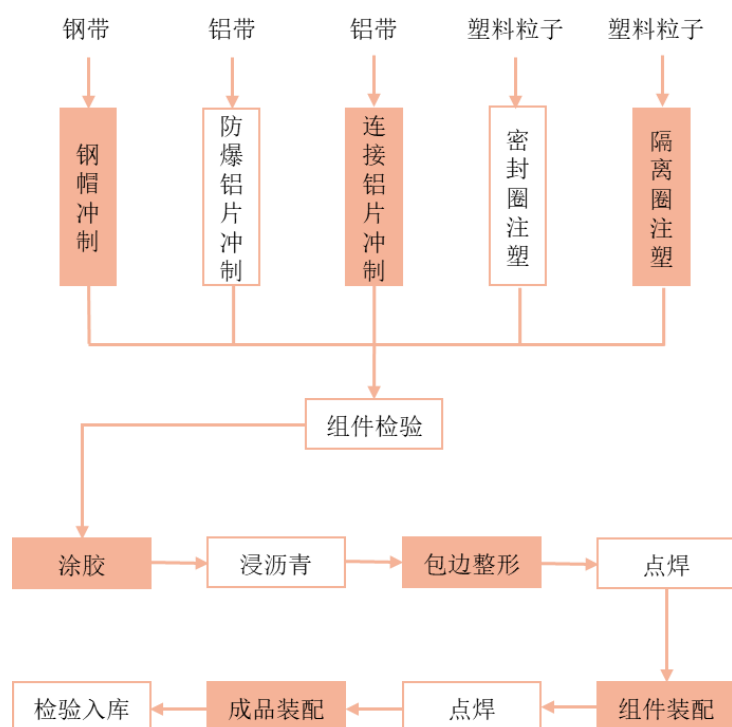 钢带
铝带
铝带
塑料粒子
塑料粒子
钢帽冲制
防爆铝片冲制
连接铝片冲制
密封圈注塑
隔离圈注塑
组件检验
涂胶
浸沥青
包边整形
点焊
检验入库
成品装配
点焊
组件装配